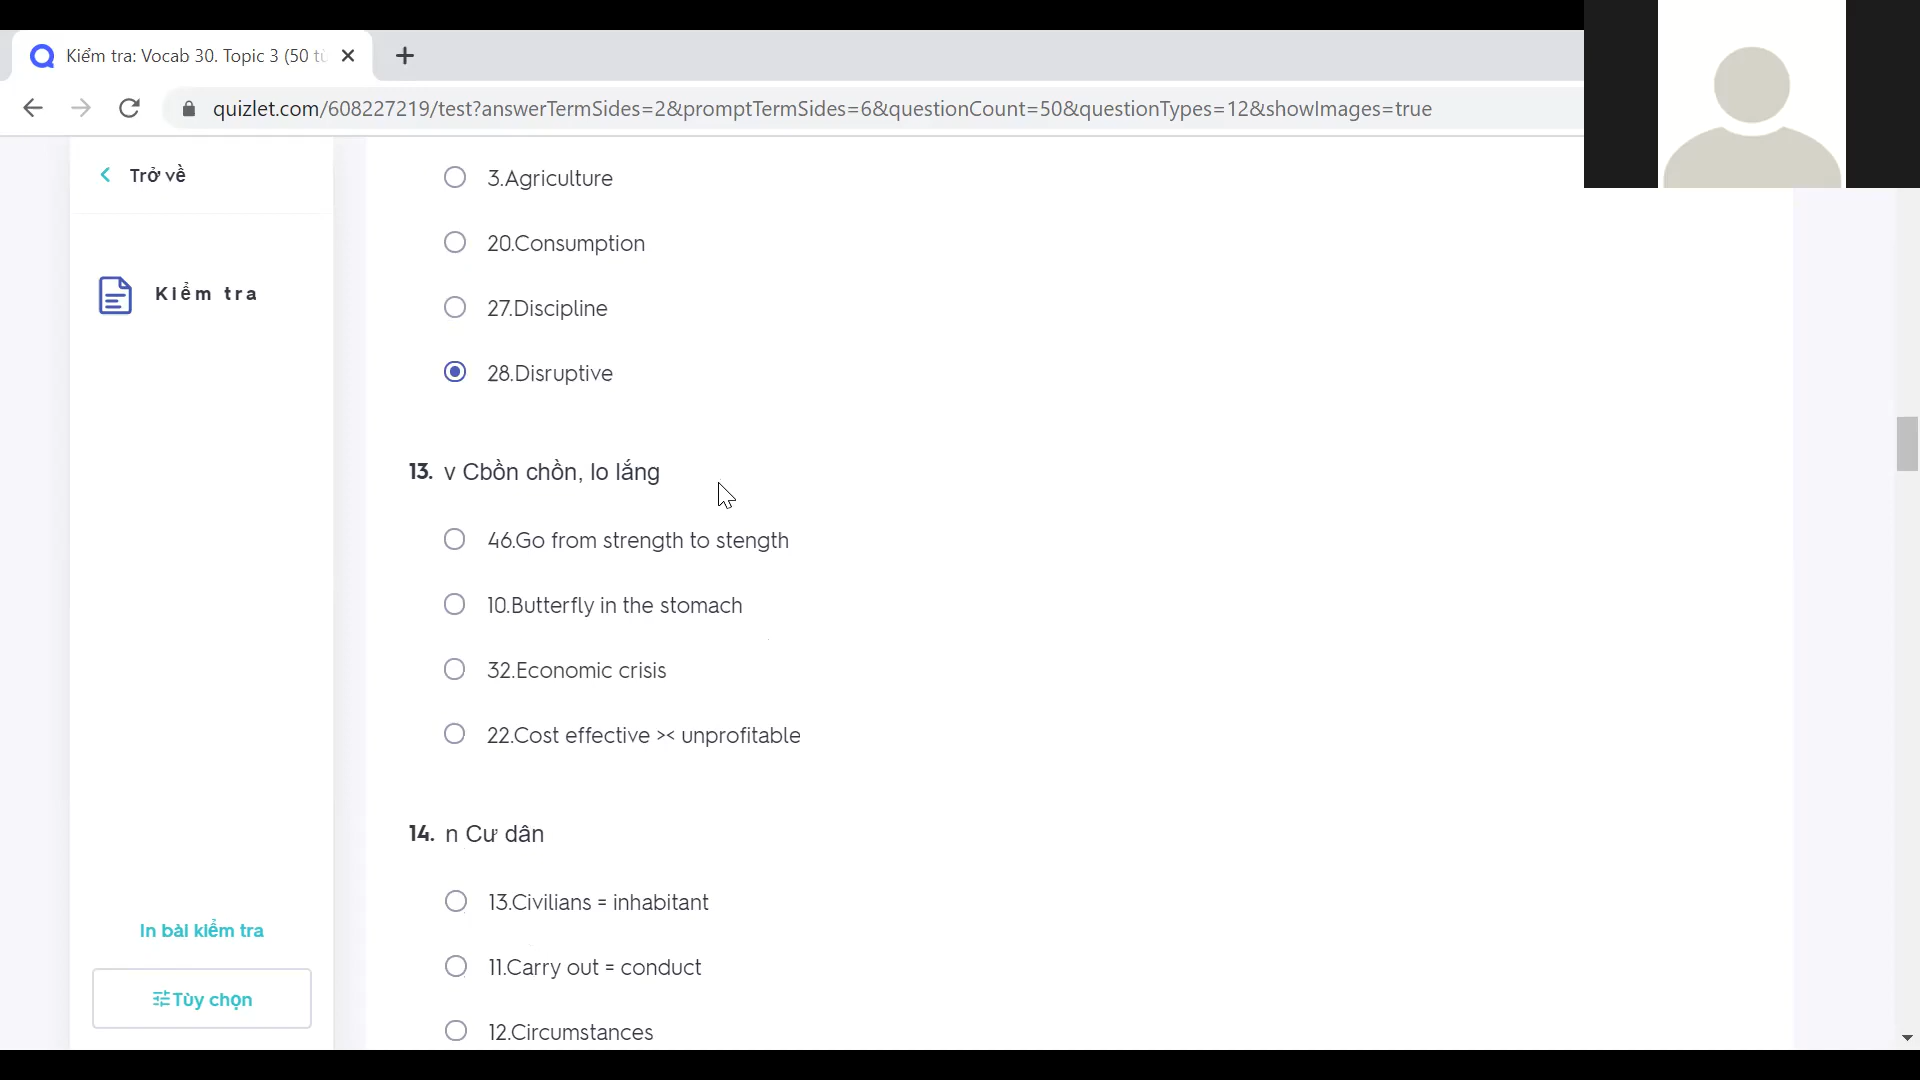 Kiểm tra: Vocab 30. Topic 3 (50 từ
quizlet.com/608227219/test?answerTermSides=2&promptTermSides=6&questionCount=50&questionTypes=12&showImages=true
Trở về
Kiểm tra
3.Agriculture
20.Consumption
27.Discipline
28.Disruptive
13. v Cbồn chồn, lo lắng
46.Go from strength to stength
10.Butterfly in the stomach
32.Economic crisis
22.Cost effective >< unprofitable
14. n Cư dân
13.Civilians = inhabitant
11.Carry out = conduct
12.Circumstances
In bài kiểm tra
Tùy chọn